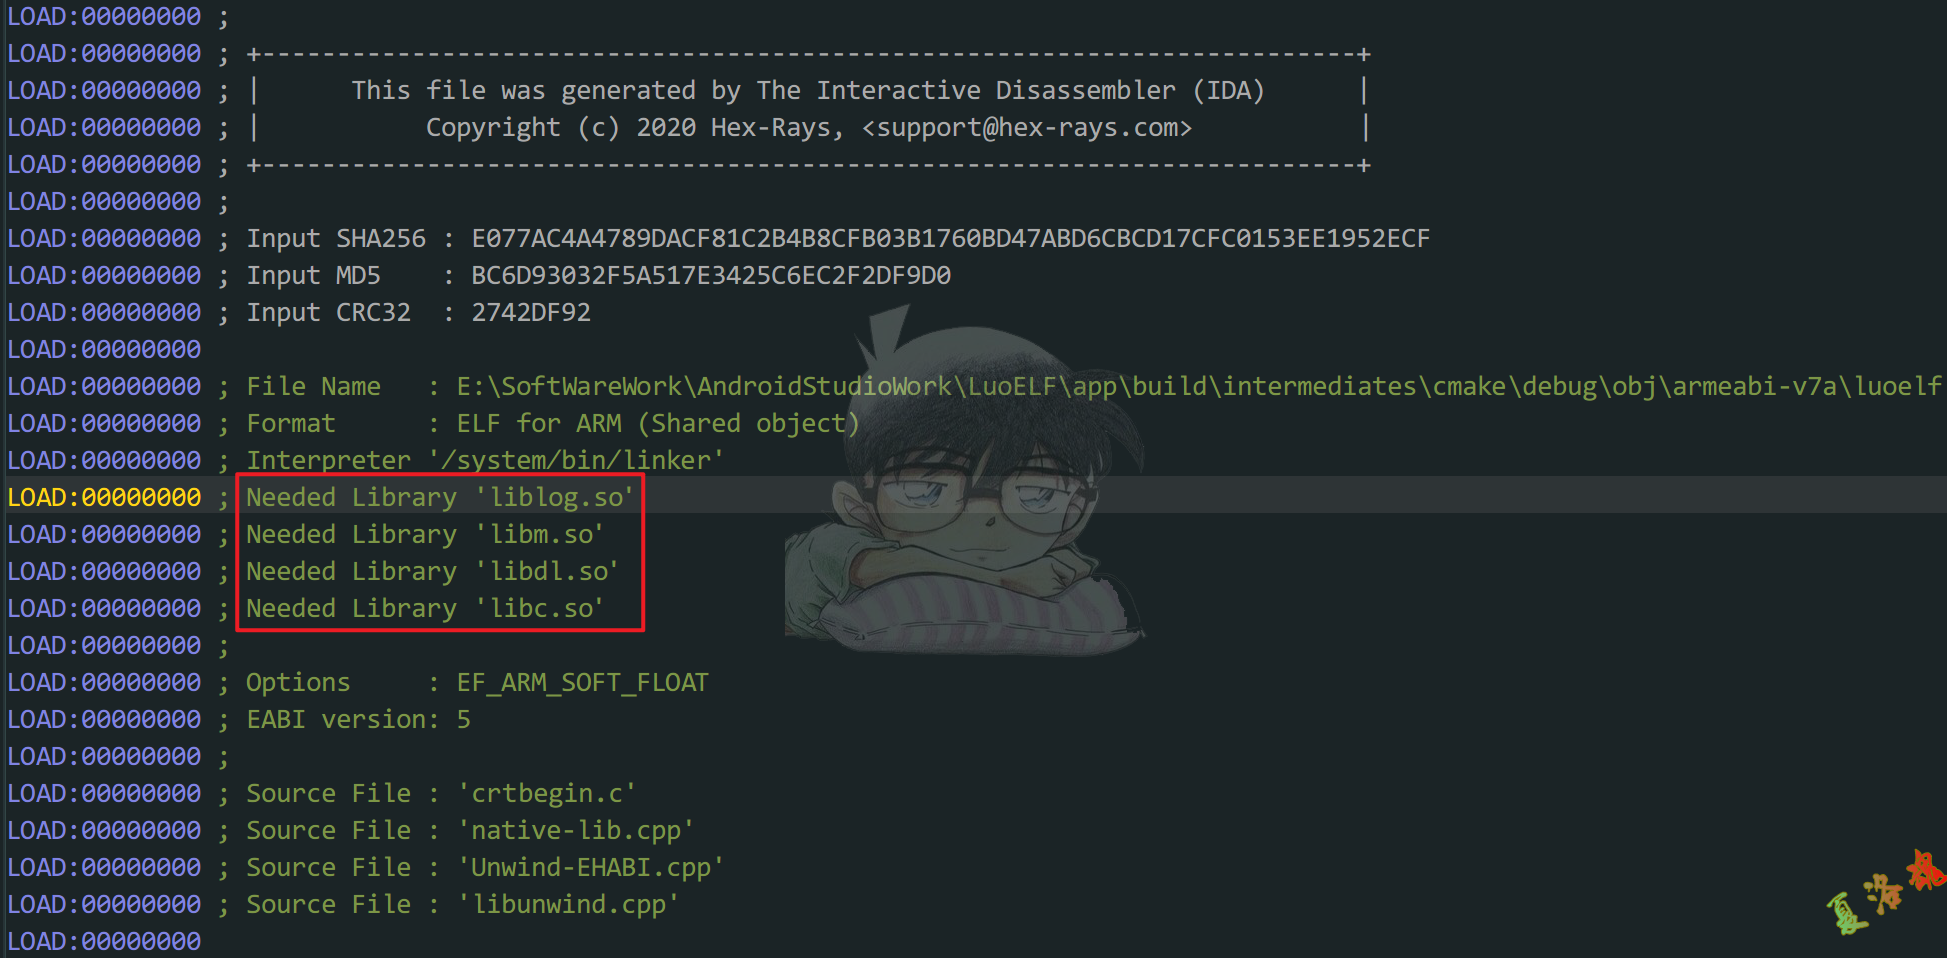 LOAD:00000000 ;
LOAD:00000000 ; +-------------------------------------------------------------------------+
LOAD:00000000 ; |      This file was generated by The Interactive Disassembler (IDA)      |
LOAD:00000000 ; |           Copyright (c) 2020 Hex-Rays, <support@hex-rays.com>           |
LOAD:00000000 ; +-------------------------------------------------------------------------+
LOAD:00000000 ;
LOAD:00000000 ; Input SHA256 : E077AC4A4789DACF81C2B4B8CFB03B1760BD47ABD6CBCD17CFC0153EE1952ECF
LOAD:00000000 ; Input MD5    : BC6D93032F5A517E3425C6EC2F2DF9D0
LOAD:00000000 ; Input CRC32  : 2742DF92
LOAD:00000000
LOAD:00000000 ; File Name   : E:\SoftWareWork\AndroidStudioWork\LuoELF\app\build\intermediates\cmake\debug\obj\armeabi-v7a\luoelf
LOAD:00000000 ; Format      : ELF for ARM (Shared object)
LOAD:00000000 ; Interpreter '/system/bin/linker'
LOAD:00000000 ; Needed Library 'liblog.so'
LOAD:00000000 ; Needed Library 'libm.so'
LOAD:00000000 ; Needed Library 'libdl.so'
LOAD:00000000 ; Needed Library 'libc.so'
LOAD:00000000 ;
LOAD:00000000 ; Options     : EF_ARM_SOFT_FLOAT
LOAD:00000000 ; EABI version: 5
LOAD:00000000 ;
LOAD:00000000 ; Source File : 'crtbegin.c'
LOAD:00000000 ; Source File : 'native-lib.cpp'
LOAD:00000000 ; Source File : 'Unwind-EHABI.cpp'
LOAD:00000000 ; Source File : 'libunwind.cpp'
LOAD:00000000
夏洛